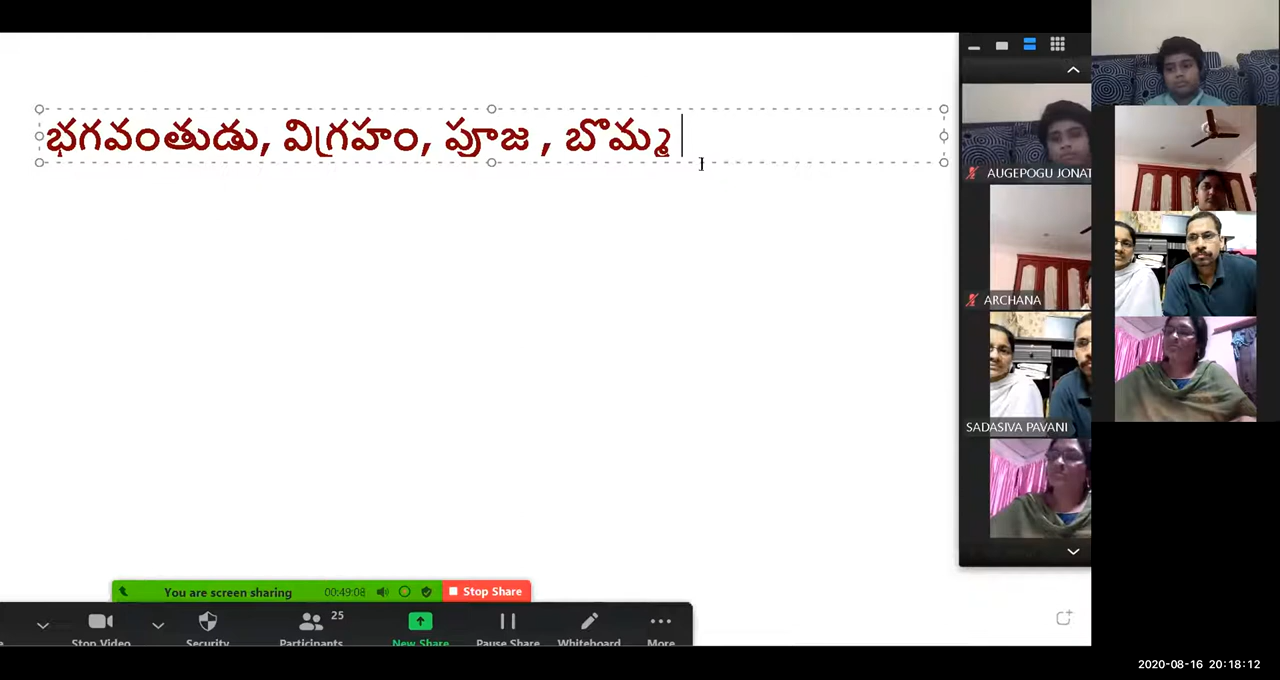 భగవంతుడు, విగ్రహం, పూజ , బొమ్మ
AUGEPOGU JONAT
ARCHANA
SADASIVA PAVANI
You are screen sharing 00:49:08 Stop Share
25
Stop Video Security Participants New Share Pause Share Whiteboard More
2020-08-16 20:18:12